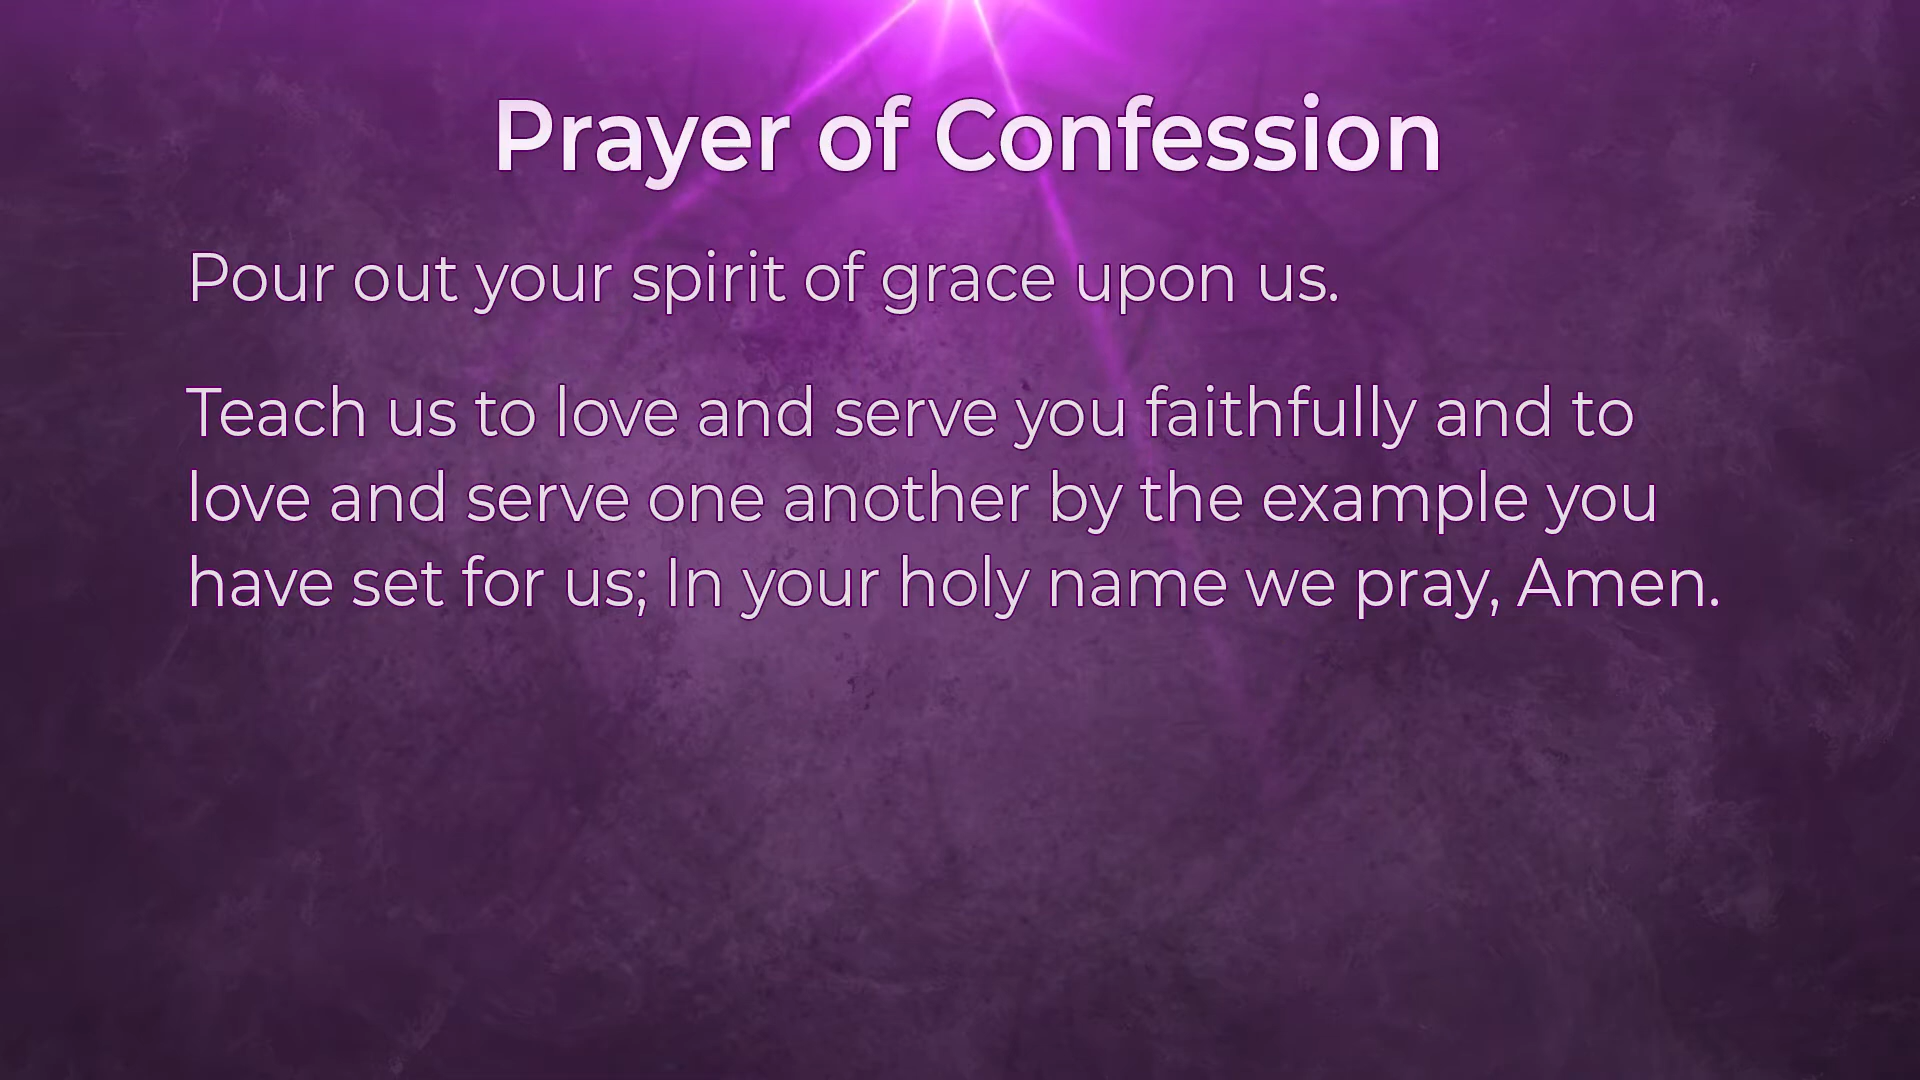 Prayer of Confession
Pour out your spirit of grace upon us.
Teach us to love and serve you faithfully and to
love and serve one another by the example you
have set for us; In your holy name we pray, Amen.